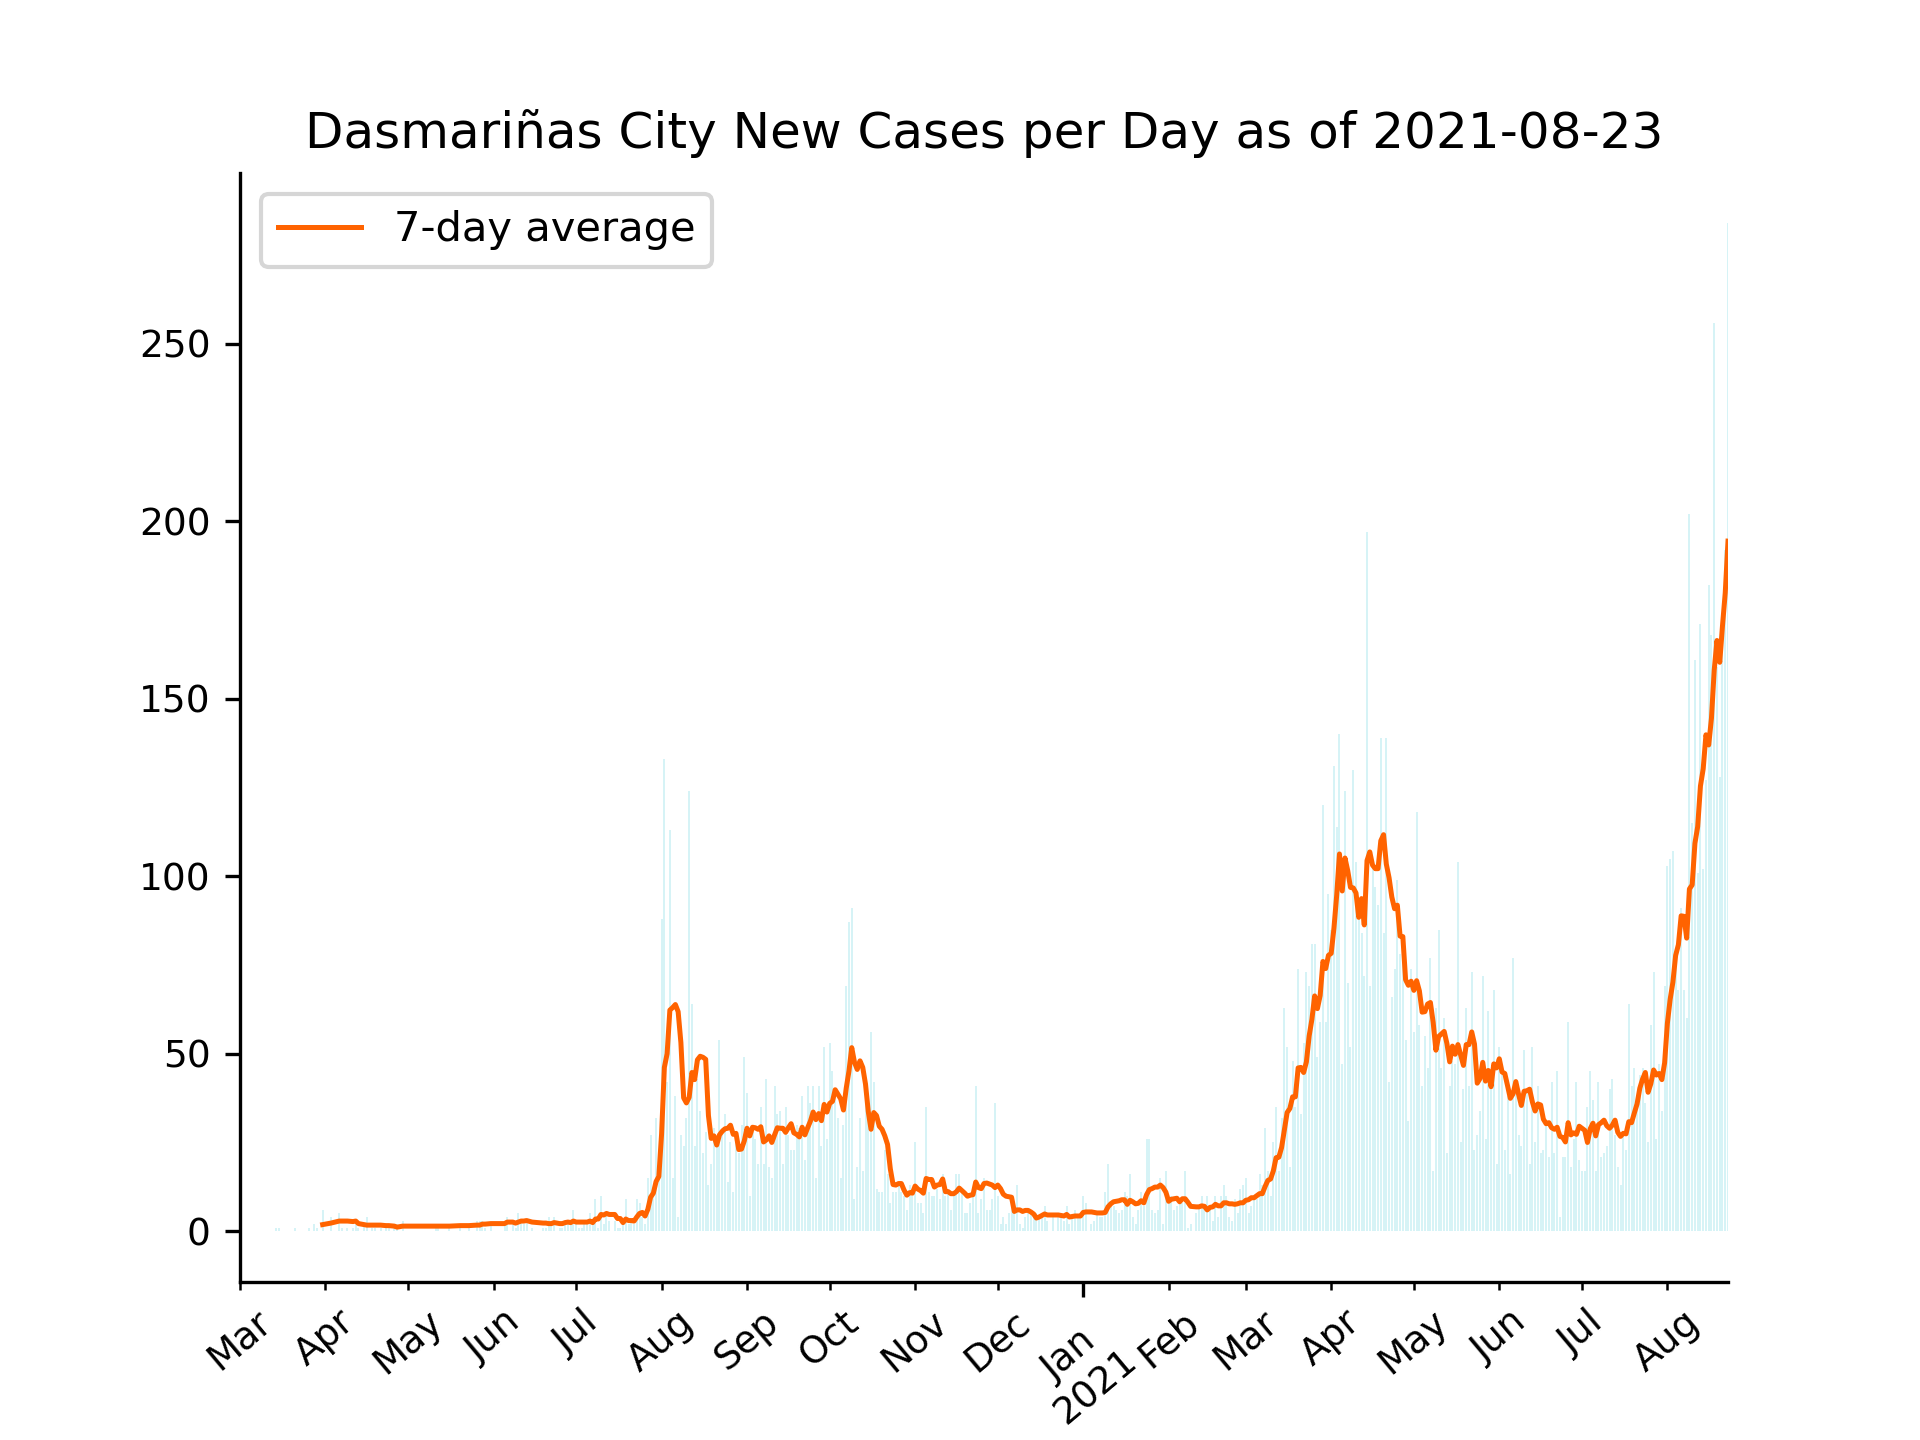 Dasmariñas City New Cases per Day as of 2021-08-23
7-day average
250
200
150
100
50
0
Mar Apr May Jun Jul Aug Sep Oct Nov Dec Jan Feb Mar Apr May Jun Jul Aug
2021